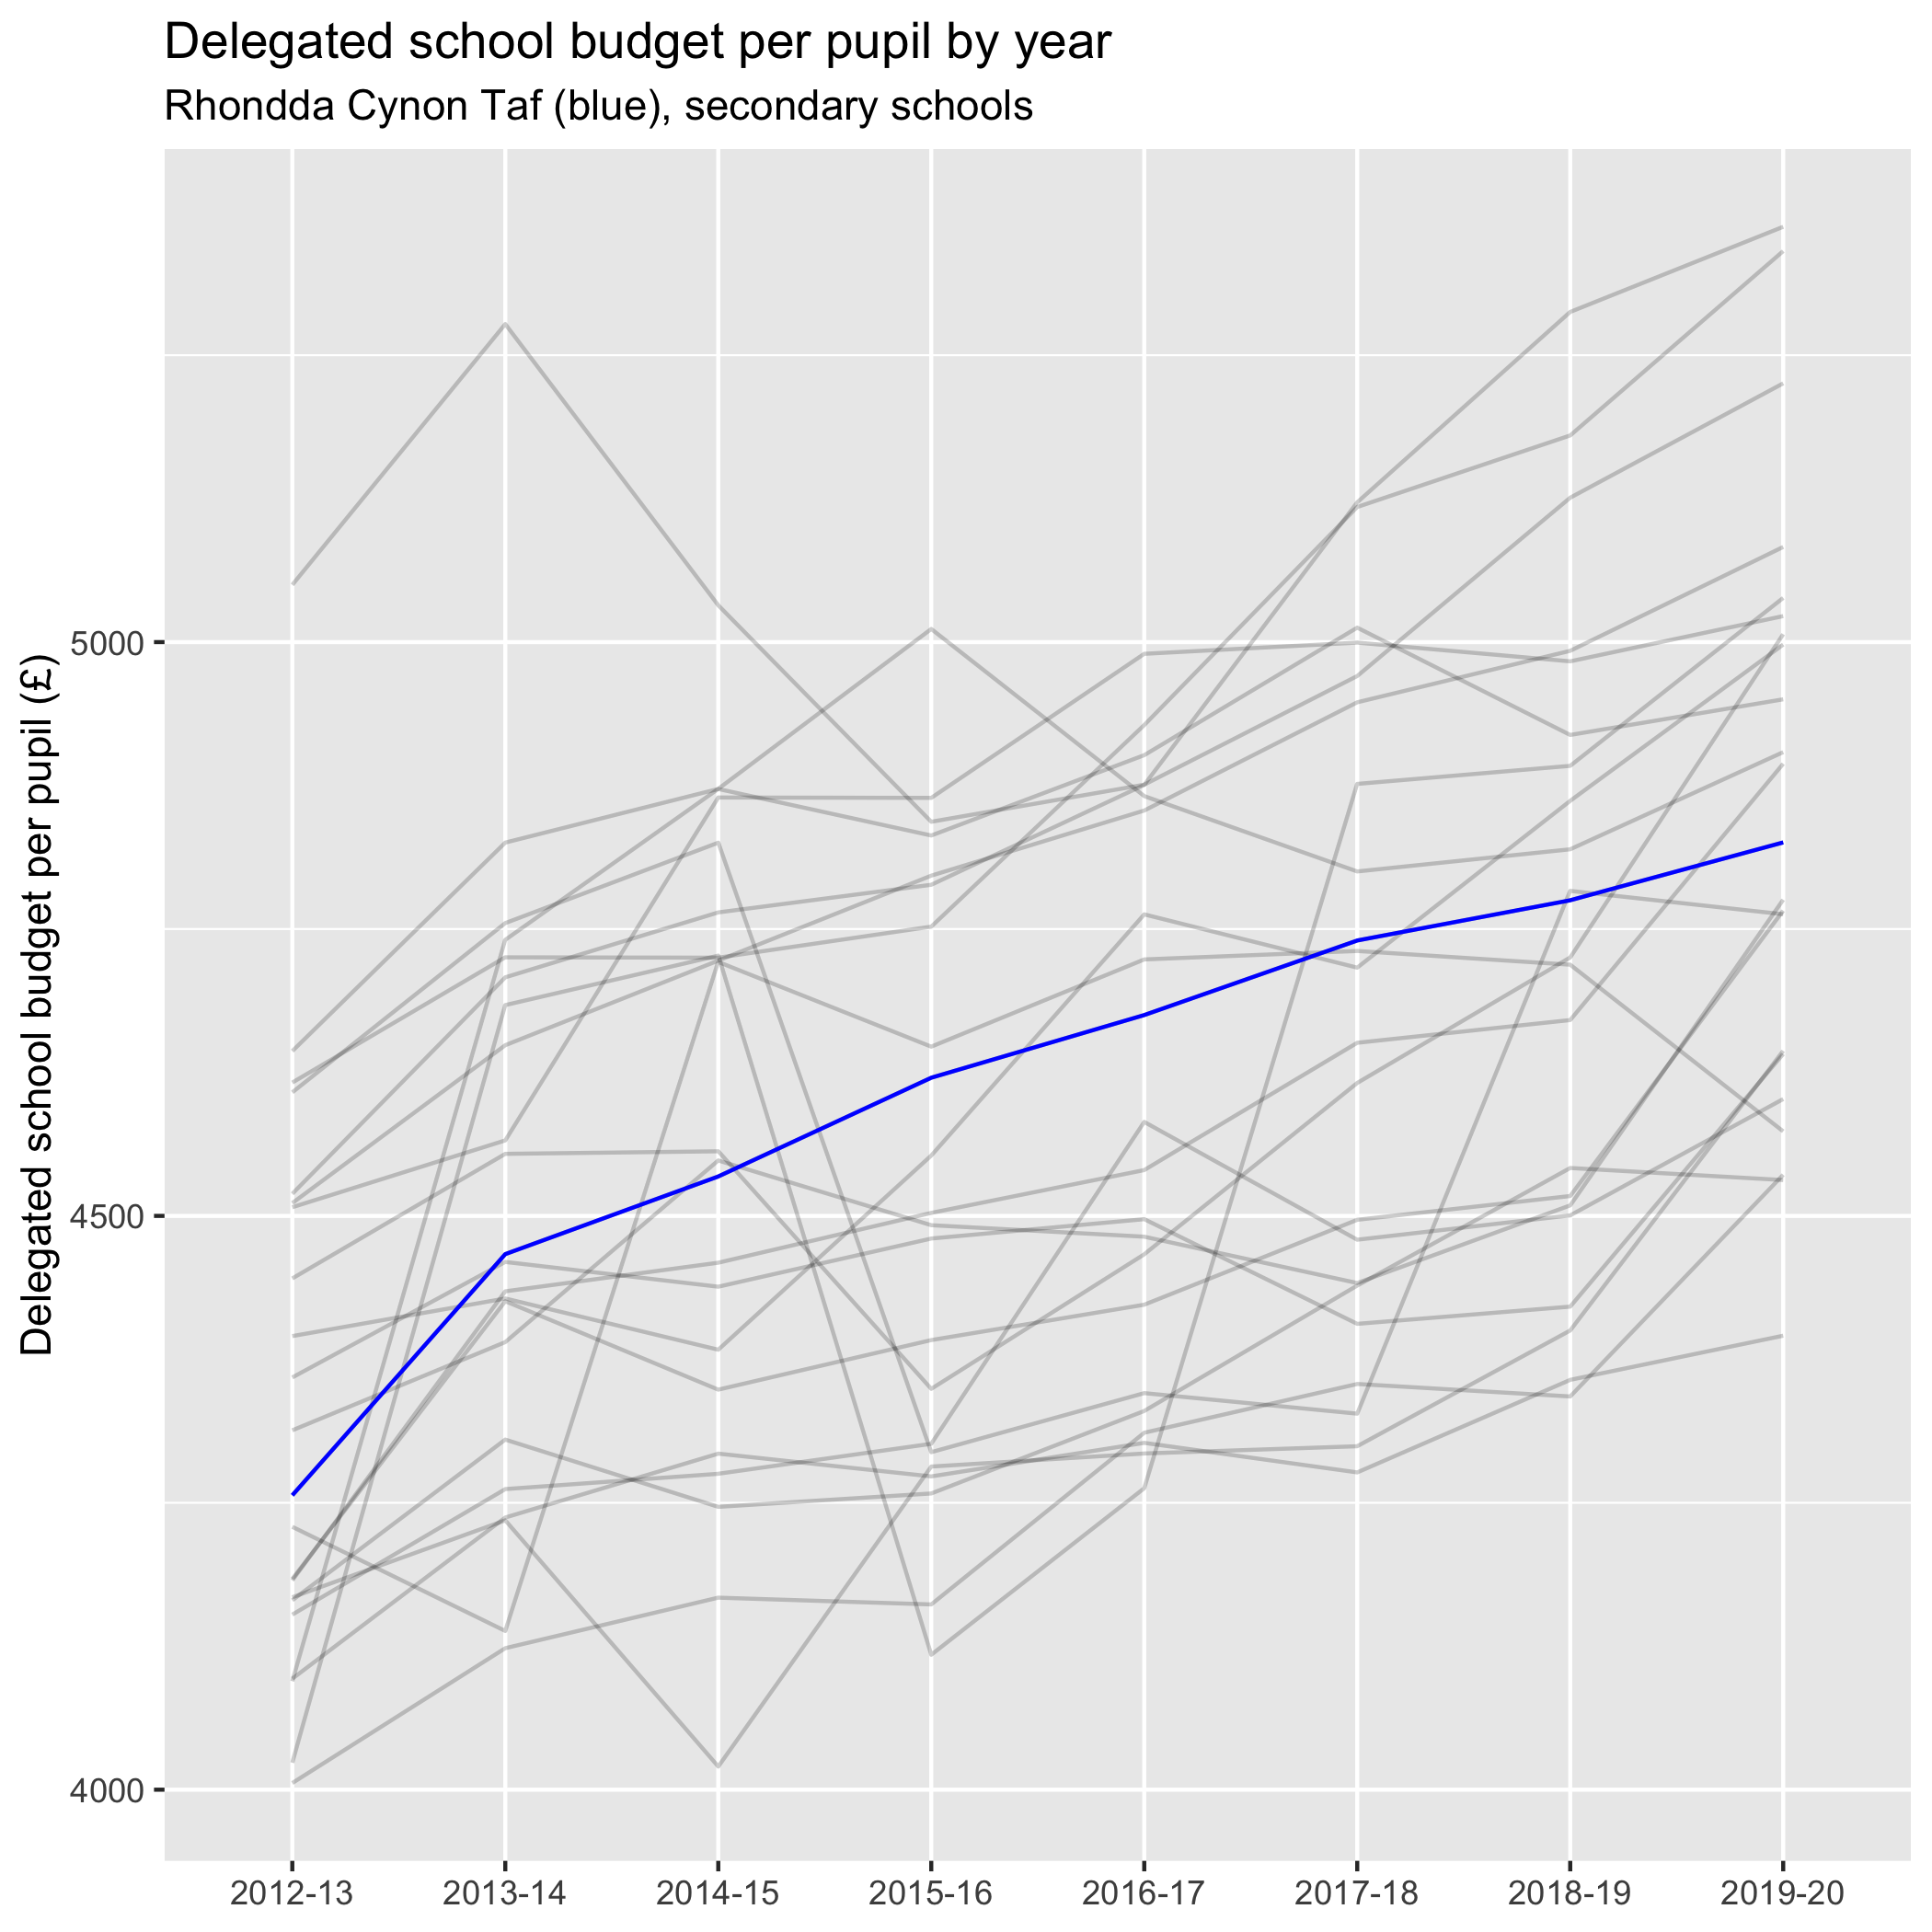 Delegated school budget per pupil by year
Rhondda Cynon Taf (blue), secondary schools
Delegated school budget per pupil (£)
5000
4500
4000
2012-13 2013-14 2014-15 2015-16 2016-17 2017-18 2018-19 2019-20